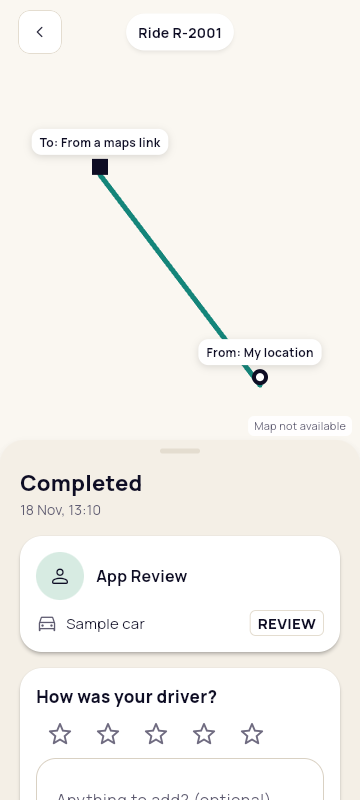 Ride R-2001
To: From a maps link
From: My location
Map not available
Completed
18 Nov, 13:10
App Review
Sample car
REVIEW
How was your driver?
Anything to add? (optional)